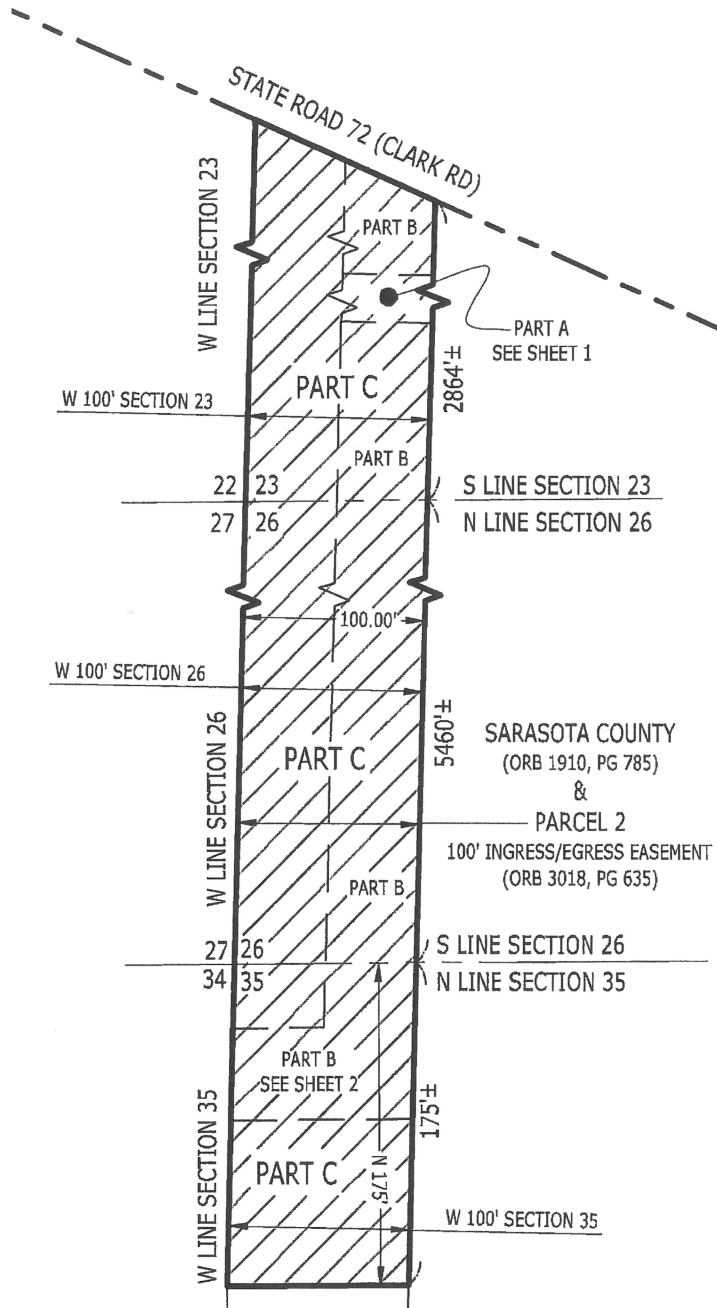 STATE ROAD 72 (CLARK RD)
W LINE SECTION 23
PART B
PART A
SEE SHEET 1
2864'±
PART C
W 100' SECTION 23
PART B
22 23
27 26
S LINE SECTION 23
N LINE SECTION 26
100.00'
W 100' SECTION 26
5460'±
W LINE SECTION 26
PART C
SARASOTA COUNTY
(ORB 1910, PG 785)
&
PARCEL 2
100' INGRESS/EGRESS EASEMENT
(ORB 3018, PG 635)
PART B
27 26
34 35
S LINE SECTION 26
N LINE SECTION 35
PART B
SEE SHEET 2
175'±
N 175'
W LINE SECTION 35
PART C
W 100' SECTION 35